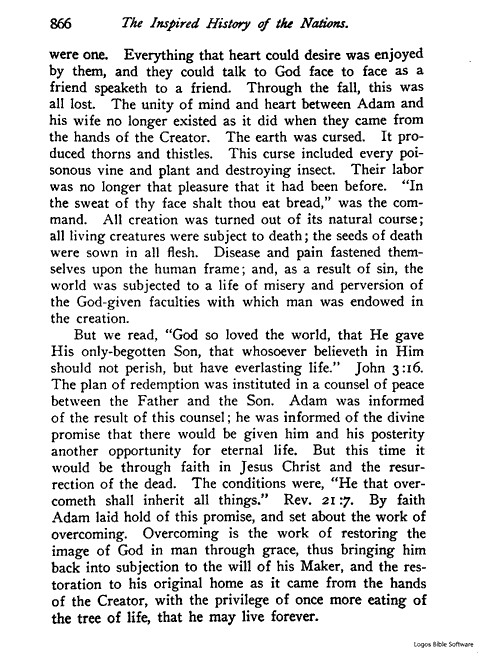 866 The Inspired History of the Nations.
were one. Everything that heart could desire was enjoyed
by them, and they could talk to God face to face as a
friend speaketh to a friend. Through the fall, this was
all lost. The unity of mind and heart between Adam and
his wife no longer existed as it did when they came from
the hands of the Creator. The earth was cursed. It pro-
duced thorns and thistles. This curse included every poi-
sonous vine and plant and destroying insect. Their labor
was no longer that pleasure that it had been before. “In
the sweat of thy face shalt thou eat bread,” was the com-
mand. All creation was turned out of its natural course;
all living creatures were subject to death; the seeds of death
were sown in all flesh. Disease and pain fastened them-
selves upon the human frame; and, as a result of sin, the
world was subjected to a life of misery and perversion of
the God-given faculties with which man was endowed in
the creation.
But we read, “God so loved the world, that He gave
His only-begotten Son, that whosoever believeth in Him
should not perish, but have everlasting life.” John 3:16.
The plan of redemption was instituted in a counsel of peace
between the Father and the Son. Adam was informed
of the result of this counsel; he was informed of the divine
promise that there would be given him and his posterity
another opportunity for eternal life. But this time it
would be through faith in Jesus Christ and the resur-
rection of the dead. The conditions were, “He that over-
cometh shall inherit all things.” Rev. 21:7. By faith
Adam laid hold of this promise, and set about the work of
overcoming. Overcoming is the work of restoring the
image of God in man through grace, thus bringing him
back into subjection to the will of his Maker, and the res-
toration to his original home as it came from the hands
of the Creator, with the privilege of once more eating of
the tree of life, that he may live forever.
Logos Bible Software